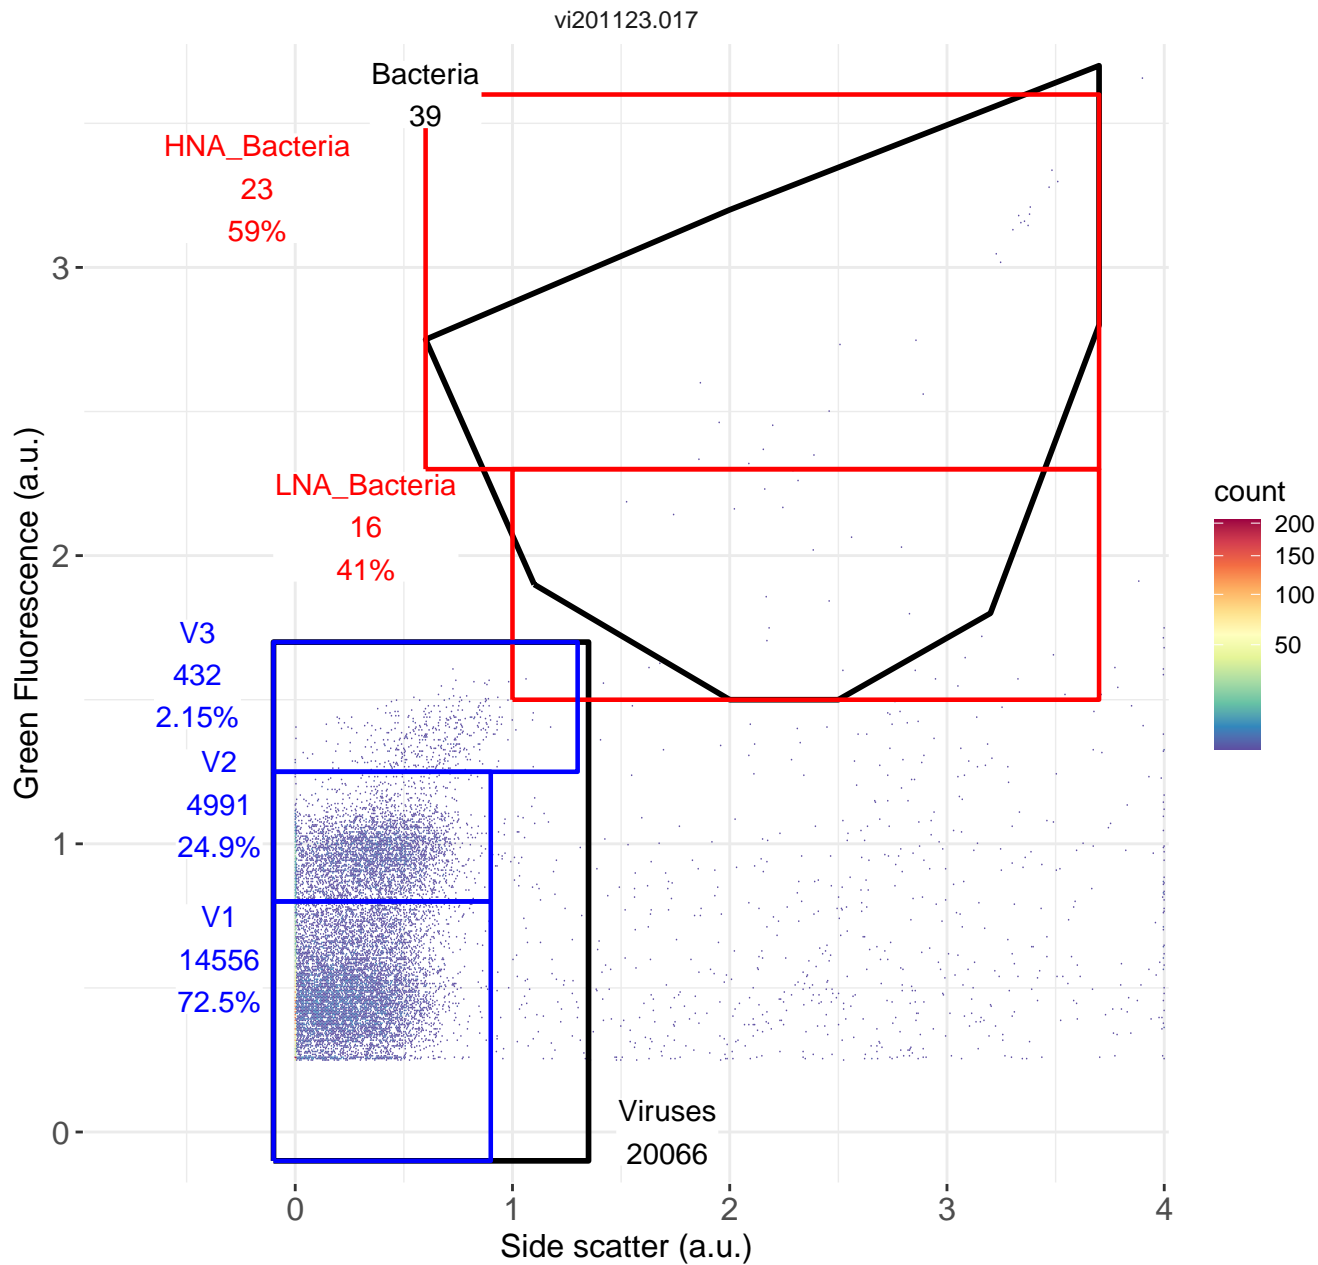 vi201123.017
Bacteria
39
HNA_Bacteria
23
59%
LNA_Bacteria
16
41%
V3
432
2.15%
V2
4991
24.9%
V1
14556
72.5%
Viruses
20066
Green Fluorescence (a.u.)
3
2
1
0
0 1 2 3 4
Side scatter (a.u.)
count
200
150
100
50